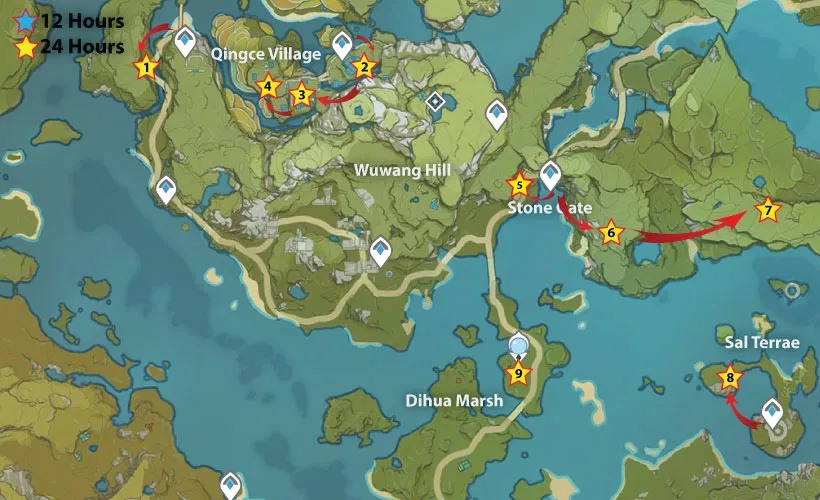 12 Hours
24 Hours
Qingce Village
1
2
4
3
Wuwang Hill
5
Stone Gate
6
7
Sal Terrae
8
9
Dihua Marsh